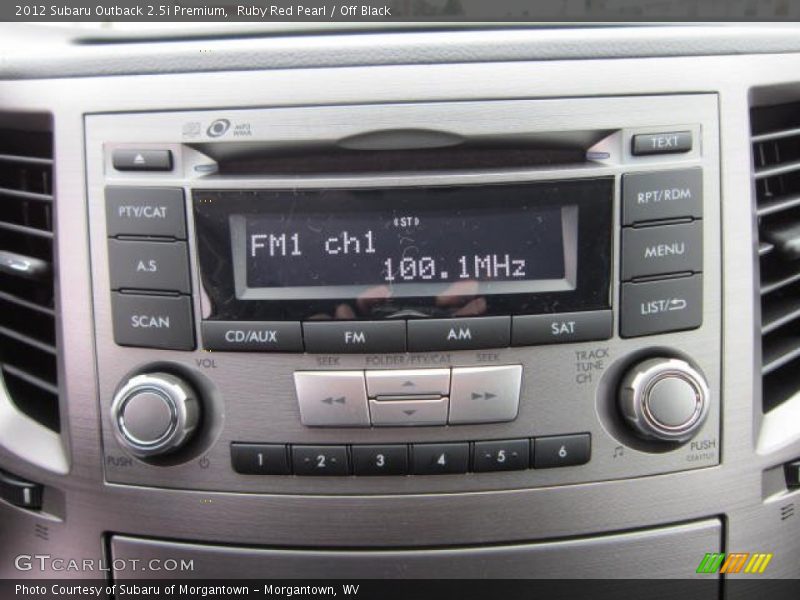 2012 Subaru Outback 2.5i Premium, Ruby Red Pearl / Off Black
MP3
WMA
TEXT
PTY/CAT
A.S
SCAN
RPT/RDM
MENU
LIST/
ST
FM1 ch1
100.1MHz
CD/AUX FM AM SAT
SEEK FOLDER/PTY/CAT SEEK
TRACK
TUNE
CH
VOL
PUSH
PUSH
1 2 3 4 5 6
GTCARLOT.COM
Photo Courtesy of Subaru of Morgantown - Morgantown, WV